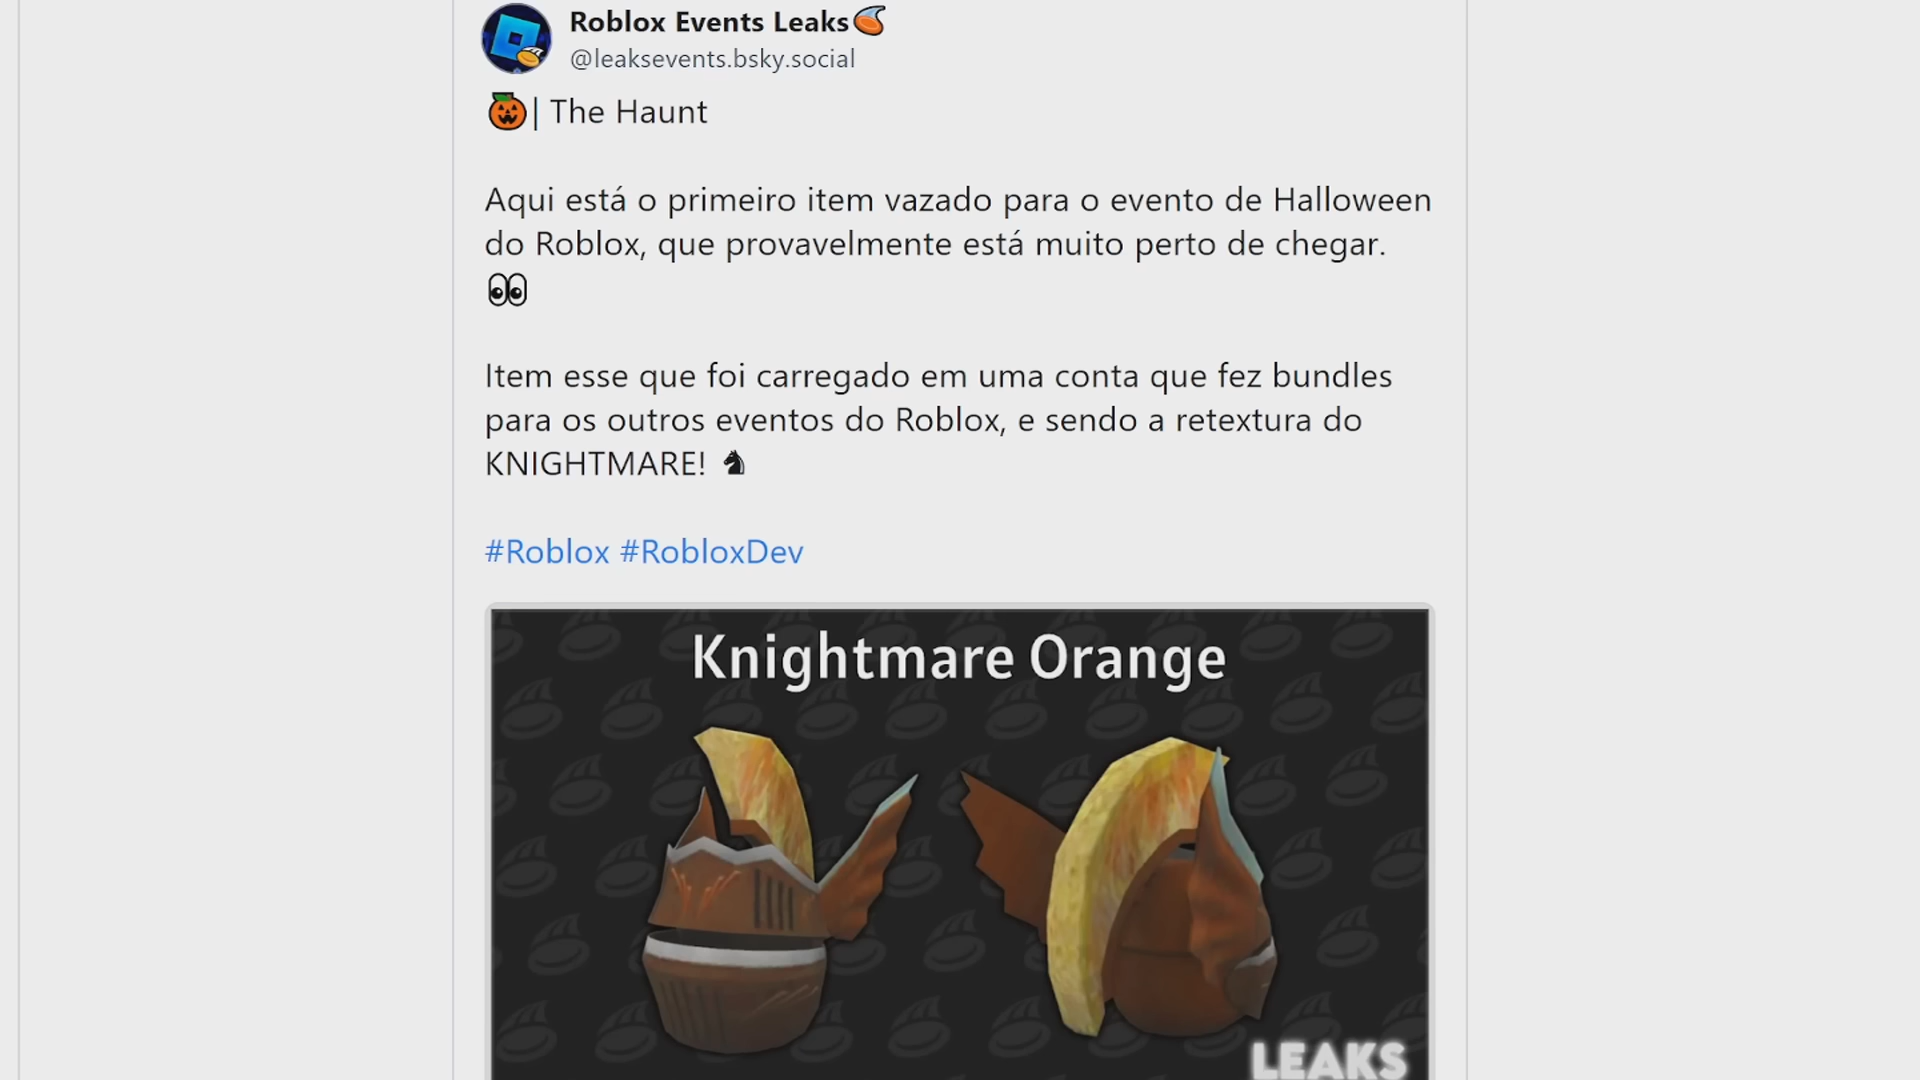 Roblox Events Leaks
@leaksevents.bsky.social
🎃| The Haunt
Aqui está o primeiro item vazado para o evento de Halloween
do Roblox, que provavelmente está muito perto de chegar.
👀
Item esse que foi carregado em uma conta que fez bundles
para os outros eventos do Roblox, e sendo a retextura do
KNIGHTMARE! ♞
#Roblox #RobloxDev
Knightmare Orange
LEAKS